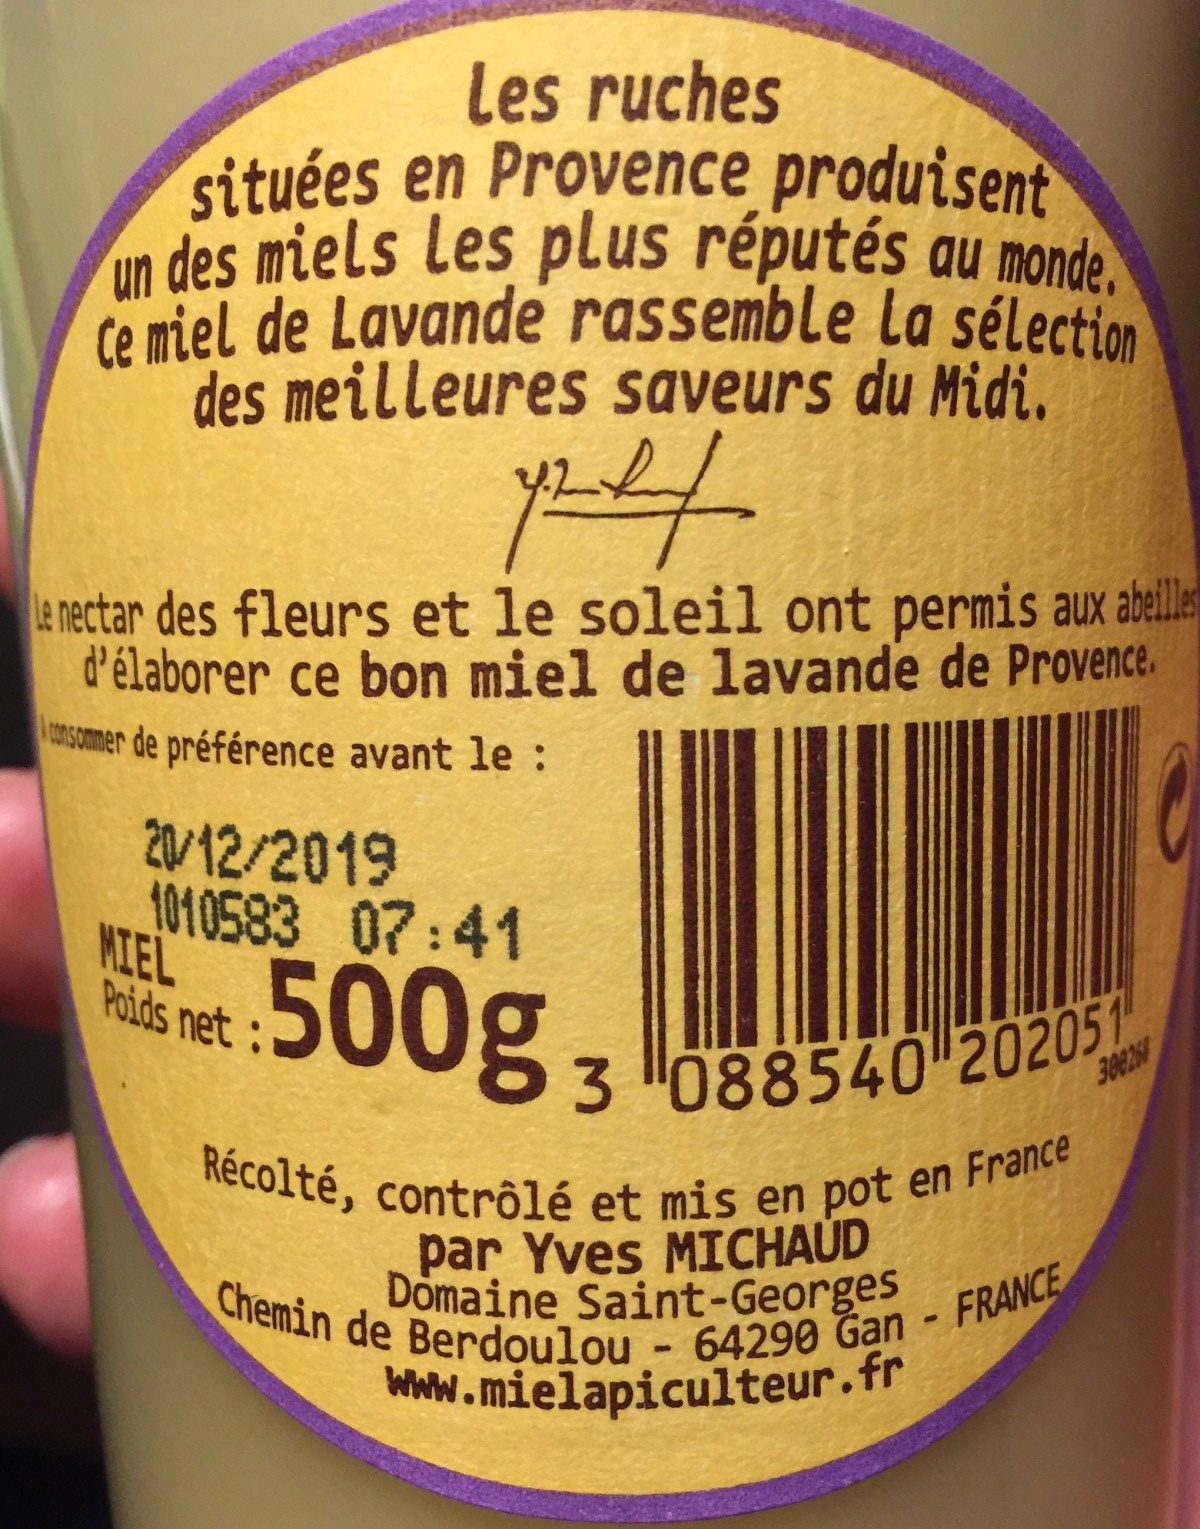 Les ruches
situées en Provence produisent
un des miels les plus réputés au monde.
Ce miel de Lavande rassemble la sélection
des meilleures saveurs du Midi.
Le nectar des fleurs et le soleil ont permis aux abeilles
d'élaborer ce bon miel de lavande de Provence.
A consommer de préférence avant le :
20/12/2019
1010583 07:41
MIEL
Poids net : 500g
3 088540 202051
300268
Récolté, contrôlé et mis en pot en France
par Yves MICHAUD
Domaine Saint-Georges
Chemin de Berdoulou - 64290 Gan - FRANCE
www.mielapiculteur.fr